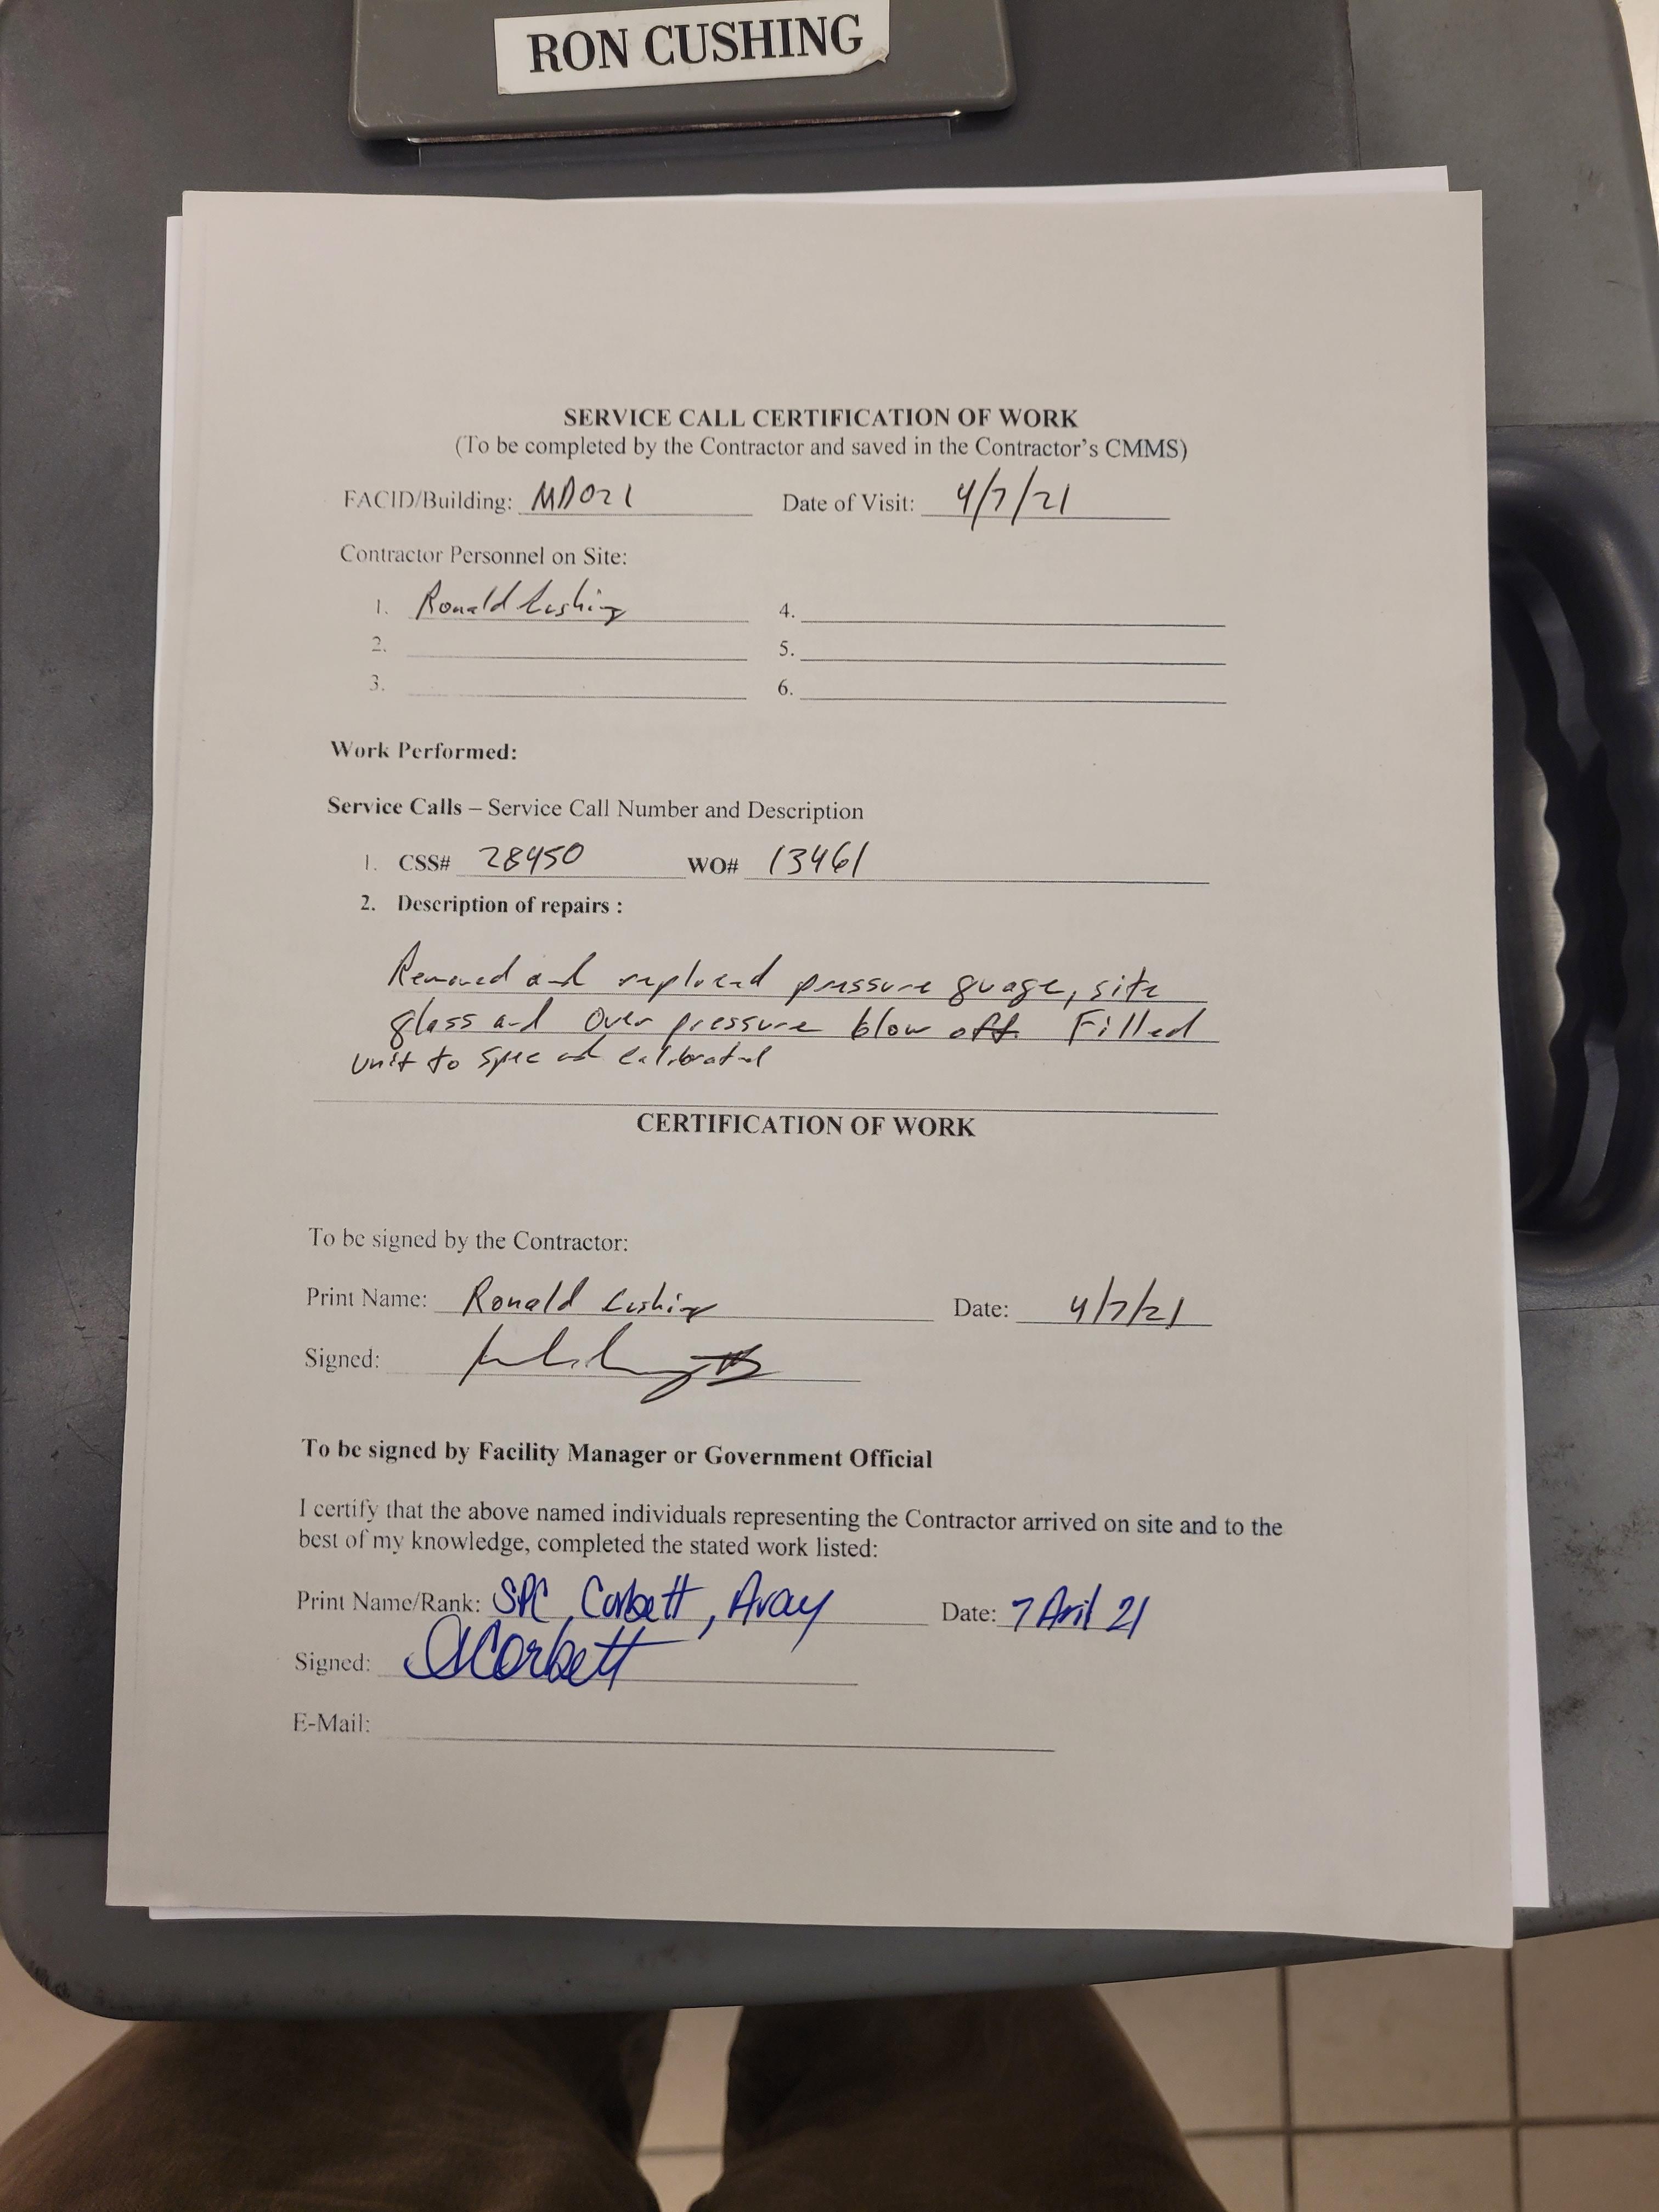 RON CUSHING
SERVICE CALL CERTIFICATION OF WORK
(To be completed by the Contractor and saved in the Contractor's CMMS)
FACID/Building: MD021 Date of Visit: 4/7/21
Contractor Personnel on Site:
1. Ronald Cushing 4.
2. 5.
3. 6.
Work Performed:
Service Calls – Service Call Number and Description
1. CSS# 28450 WO# 13461
2. Description of repairs :
Removed and replaced pressure guage, site
glass and over pressure blow off. Filled
unit to spec and calibrated
CERTIFICATION OF WORK
To be signed by the Contractor:
Print Name: Ronald Cushing Date: 4/7/21
Signed:
To be signed by Facility Manager or Government Official
I certify that the above named individuals representing the Contractor arrived on site and to the
best of my knowledge, completed the stated work listed:
Print Name/Rank: SPC, Corbett, Avay Date: 7 April 21
Signed: ACorbett
E-Mail: